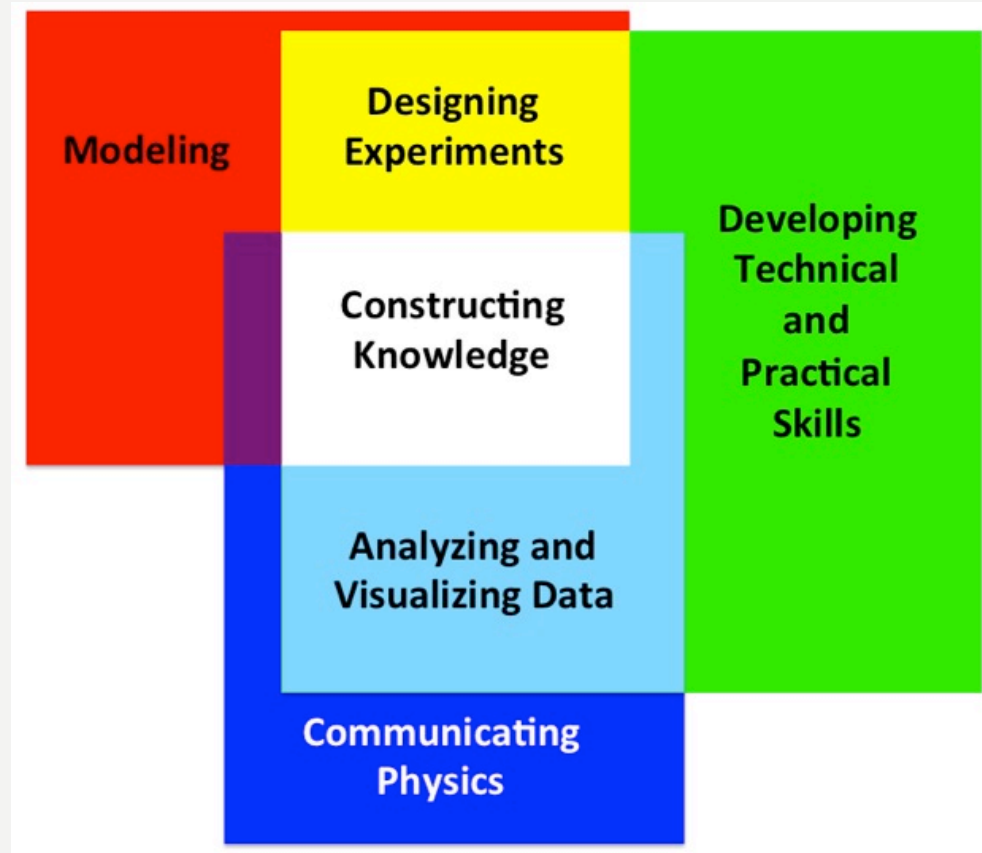 Modeling
Designing
Experiments
Developing
Technical
and
Practical
Skills
Constructing
Knowledge
Analyzing and
Visualizing Data
Communicating
Physics